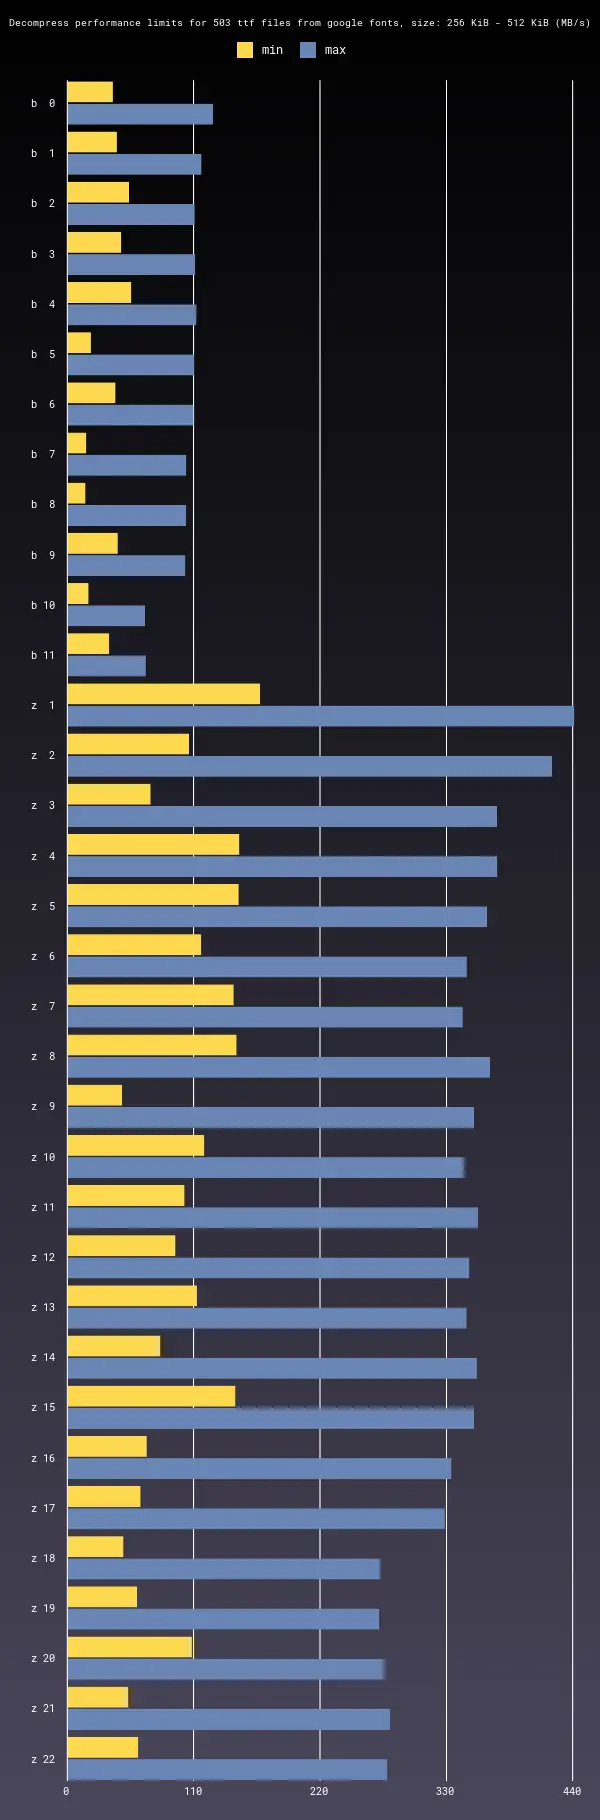 Decompress performance limits for 503 ttf files from google fonts, size: 256 KiB - 512 KiB (MB/s)
min max
b 0
b 1
b 2
b 3
b 4
b 5
b 6
b 7
b 8
b 9
b 10
b 11
z 1
z 2
z 3
z 4
z 5
z 6
z 7
z 8
z 9
z 10
z 11
z 12
z 13
z 14
z 15
z 16
z 17
z 18
z 19
z 20
z 21
z 22
0 110 220 330 440